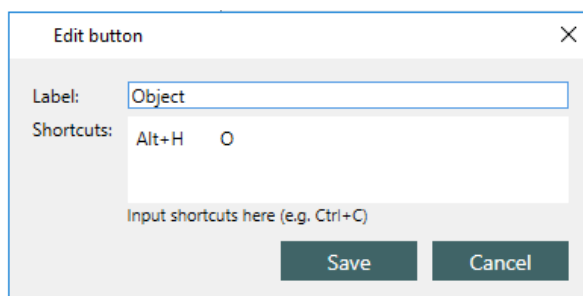 Edit button
Label: Object
Shortcuts: Alt+H O
Input shortcuts here (e.g. Ctrl+C)
Save Cancel